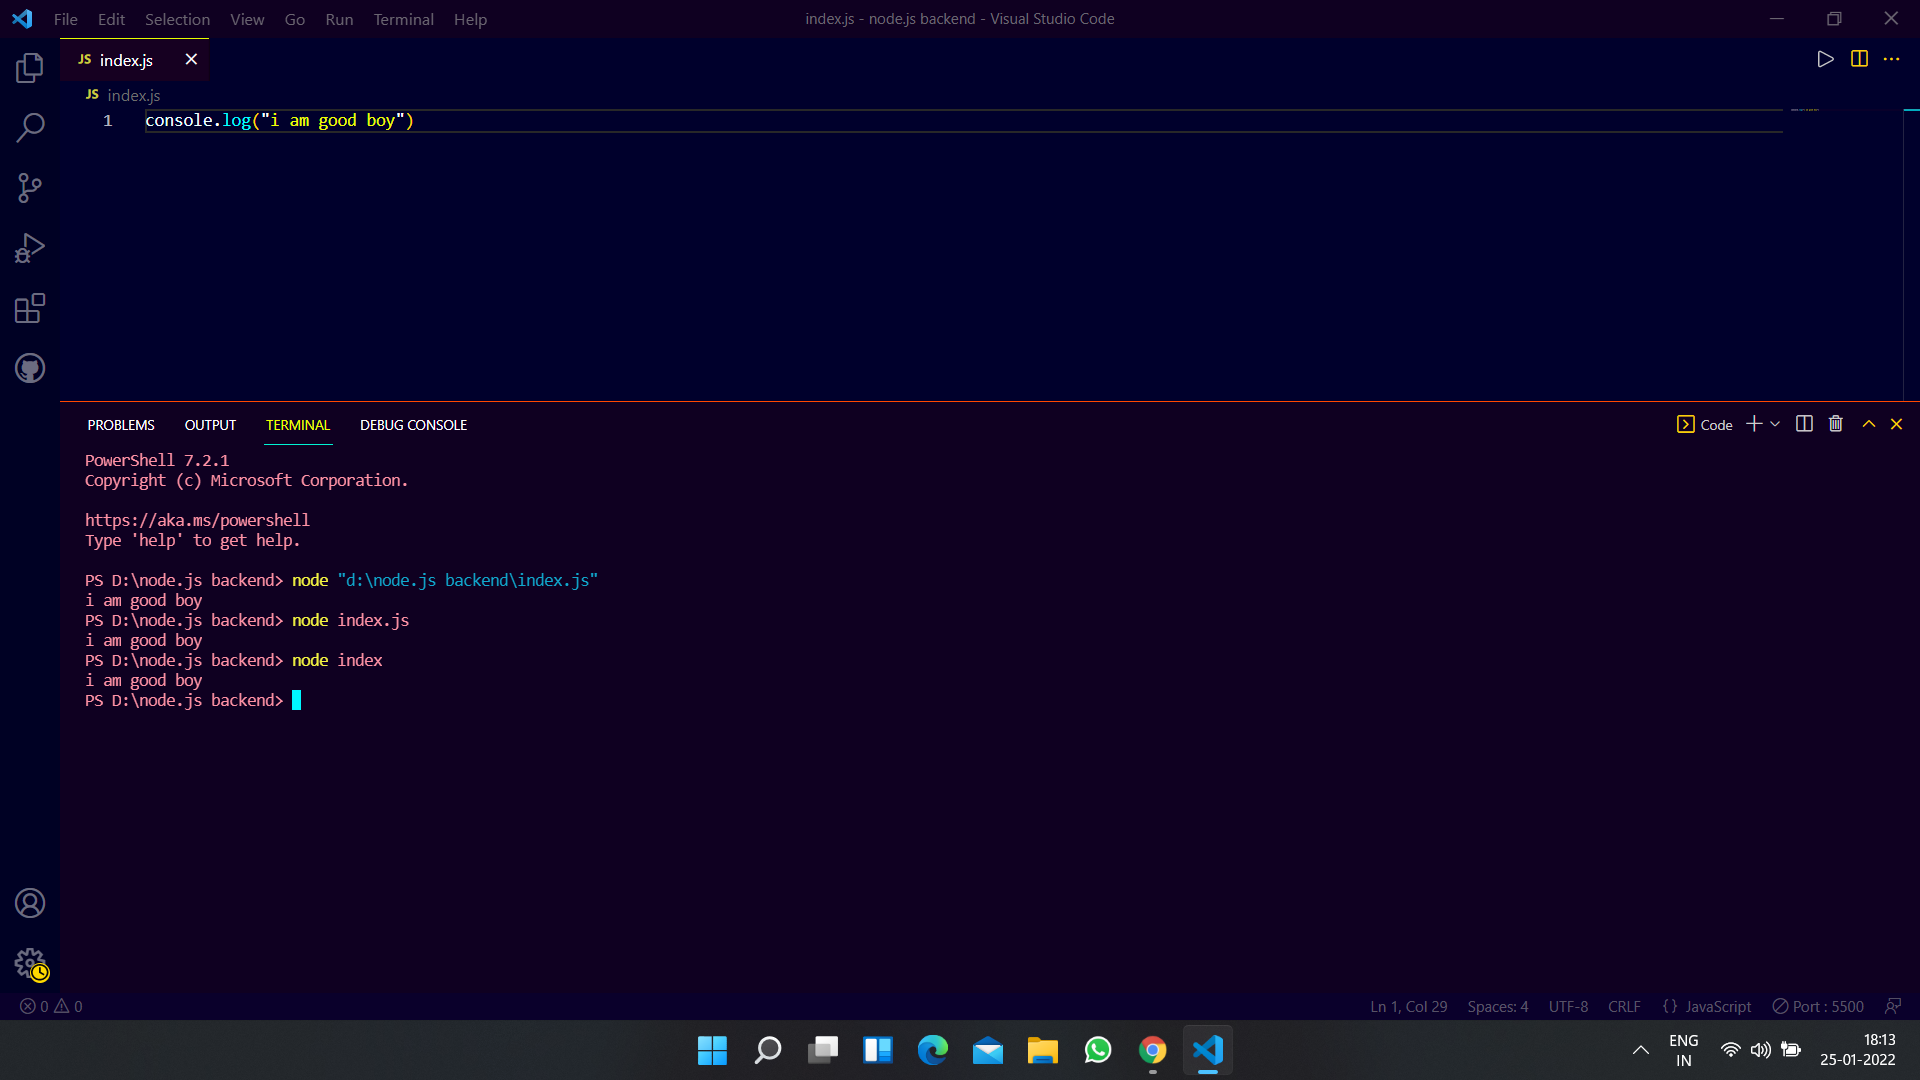 File Edit Selection View Go Run Terminal Help index.js - node.js backend - Visual Studio Code
JS index.js
JS index.js
1 console.log("i am good boy")
PROBLEMS OUTPUT TERMINAL DEBUG CONSOLE Code
PowerShell 7.2.1
Copyright (c) Microsoft Corporation.
https://aka.ms/powershell
Type 'help' to get help.
PS D:\node.js backend> node "d:\node.js backend\index.js"
i am good boy
PS D:\node.js backend> node index.js
i am good boy
PS D:\node.js backend> node index
i am good boy
PS D:\node.js backend>
0 0 Ln 1, Col 29 Spaces: 4 UTF-8 CRLF {} JavaScript Port : 5500
ENG 18:13
IN 25-01-2022